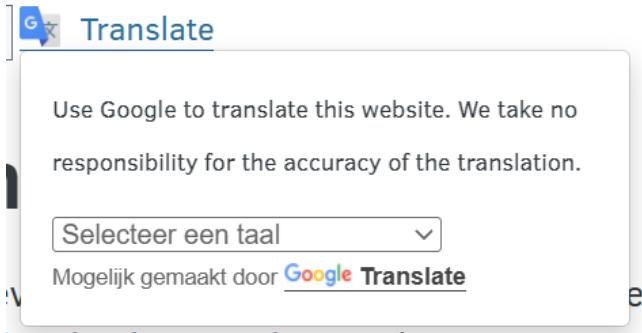 Translate
Use Google to translate this website. We take no
responsibility for the accuracy of the translation.
Selecteer een taal
Mogelijk gemaakt door Google Translate